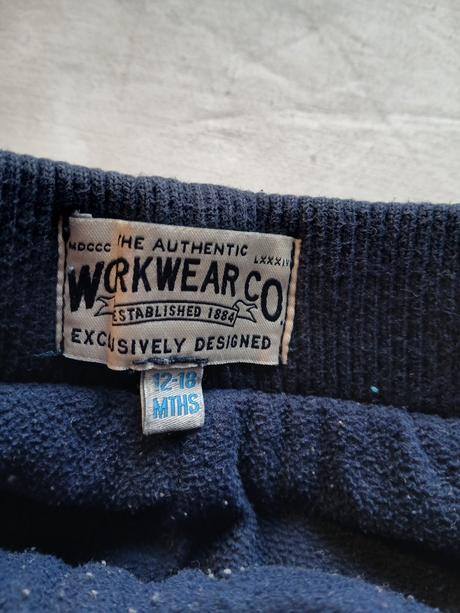 THE AUTHENTIC
MDCCC LXXXIV
WORKWEAR CO.
ESTABLISHED 1884
EXCLUSIVELY DESIGNED
12-18
MTHS